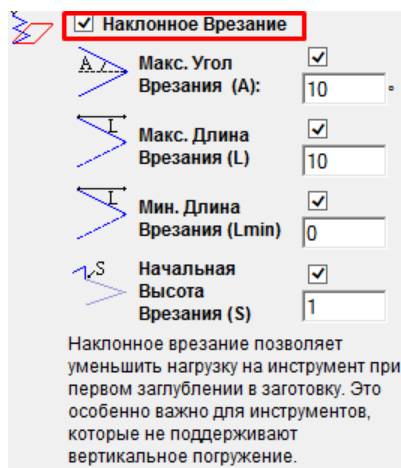 Наклонное Врезание
A
Макс. Угол
Врезания (A):
10 °
L
Макс. Длина
Врезания (L)
10
L
Мин. Длина
Врезания (Lmin)
0
S
Начальная
Высота
Врезания (S)
1
Наклонное врезание позволяет
уменьшить нагрузку на инструмент при
первом заглублении в заготовку. Это
особенно важно для инструментов,
которые не поддерживают
вертикальное погружение.